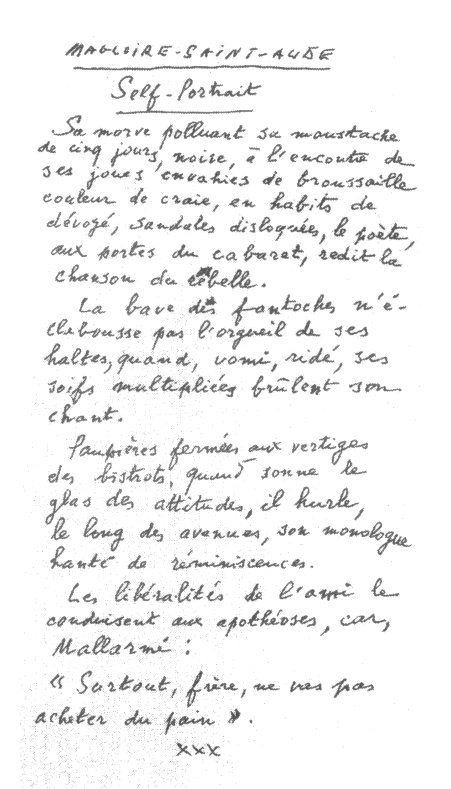 MAGLOIRE-SAINT-AUDE
Self-Portrait
Sa morve polluant sa moustache
de cinq jours, noise, à l'encontre de
ses joues envahies de broussaille
couleur de craie, en habits de
dévoyé, sandales disloquées, le poète,
aux portes du cabaret, redit la
chanson du rebelle.
La bave des fantoches n'é-
clebousse pas l'orgueil de ses
haltes, quand, vomi, ridé, ses
soifs multipliées brûlent son
chant.
Paupières fermées aux vertiges
des bistrots, quand sonne le
glas des attitudes, il hurle,
le long des avenues, son monologue
hanté de réminiscences.
Les libéralités de l'ami le
conduisent aux apothéoses, car,
Mallarmé :
« Surtout, frère, ne vas pas
acheter du pain ».
xxx